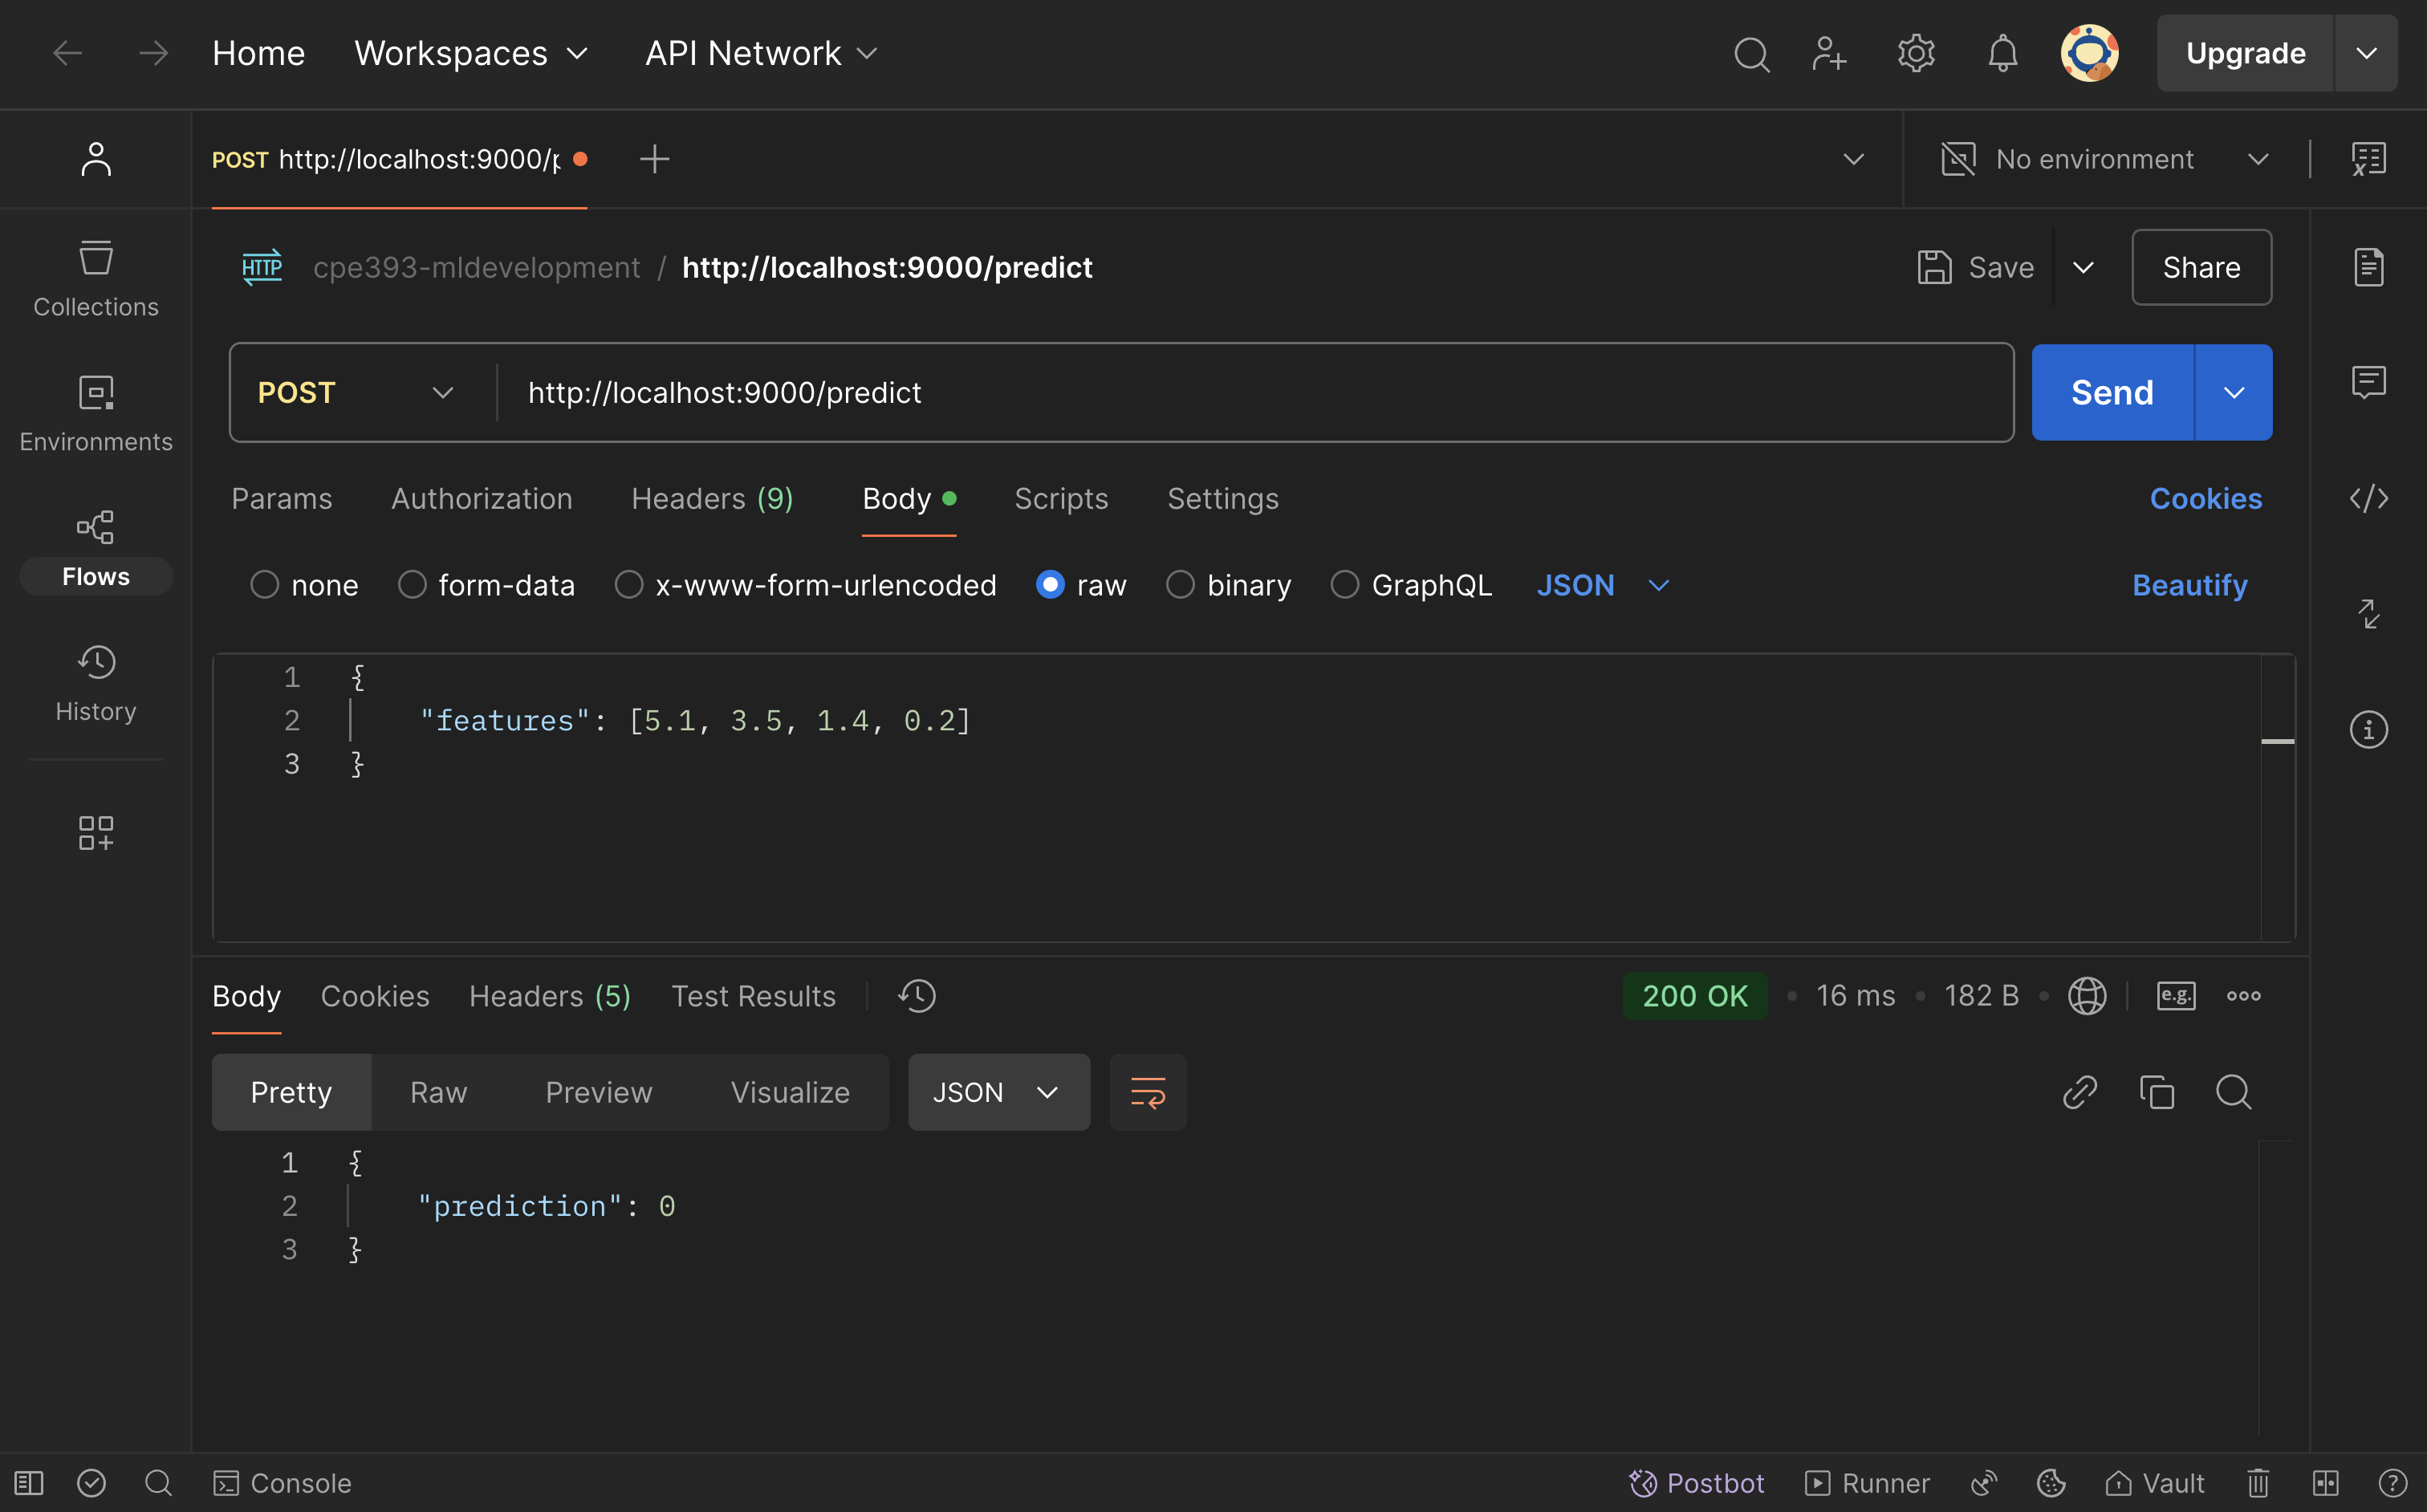 Home Workspaces API Network Upgrade
POST http://localhost:9000/p No environment
Collections
Environments
Flows
History
HTTP cpe393-mldevelopment / http://localhost:9000/predict Save Share
POST http://localhost:9000/predict Send
Params Authorization Headers (9) Body Scripts Settings Cookies
none form-data x-www-form-urlencoded raw binary GraphQL JSON Beautify
1 {
2 "features": [5.1, 3.5, 1.4, 0.2]
3 }
Body Cookies Headers (5) Test Results 200 OK • 16 ms • 182 B • e.g.
Pretty Raw Preview Visualize JSON
1 {
2 "prediction": 0
3 }
Console Postbot Runner Vault